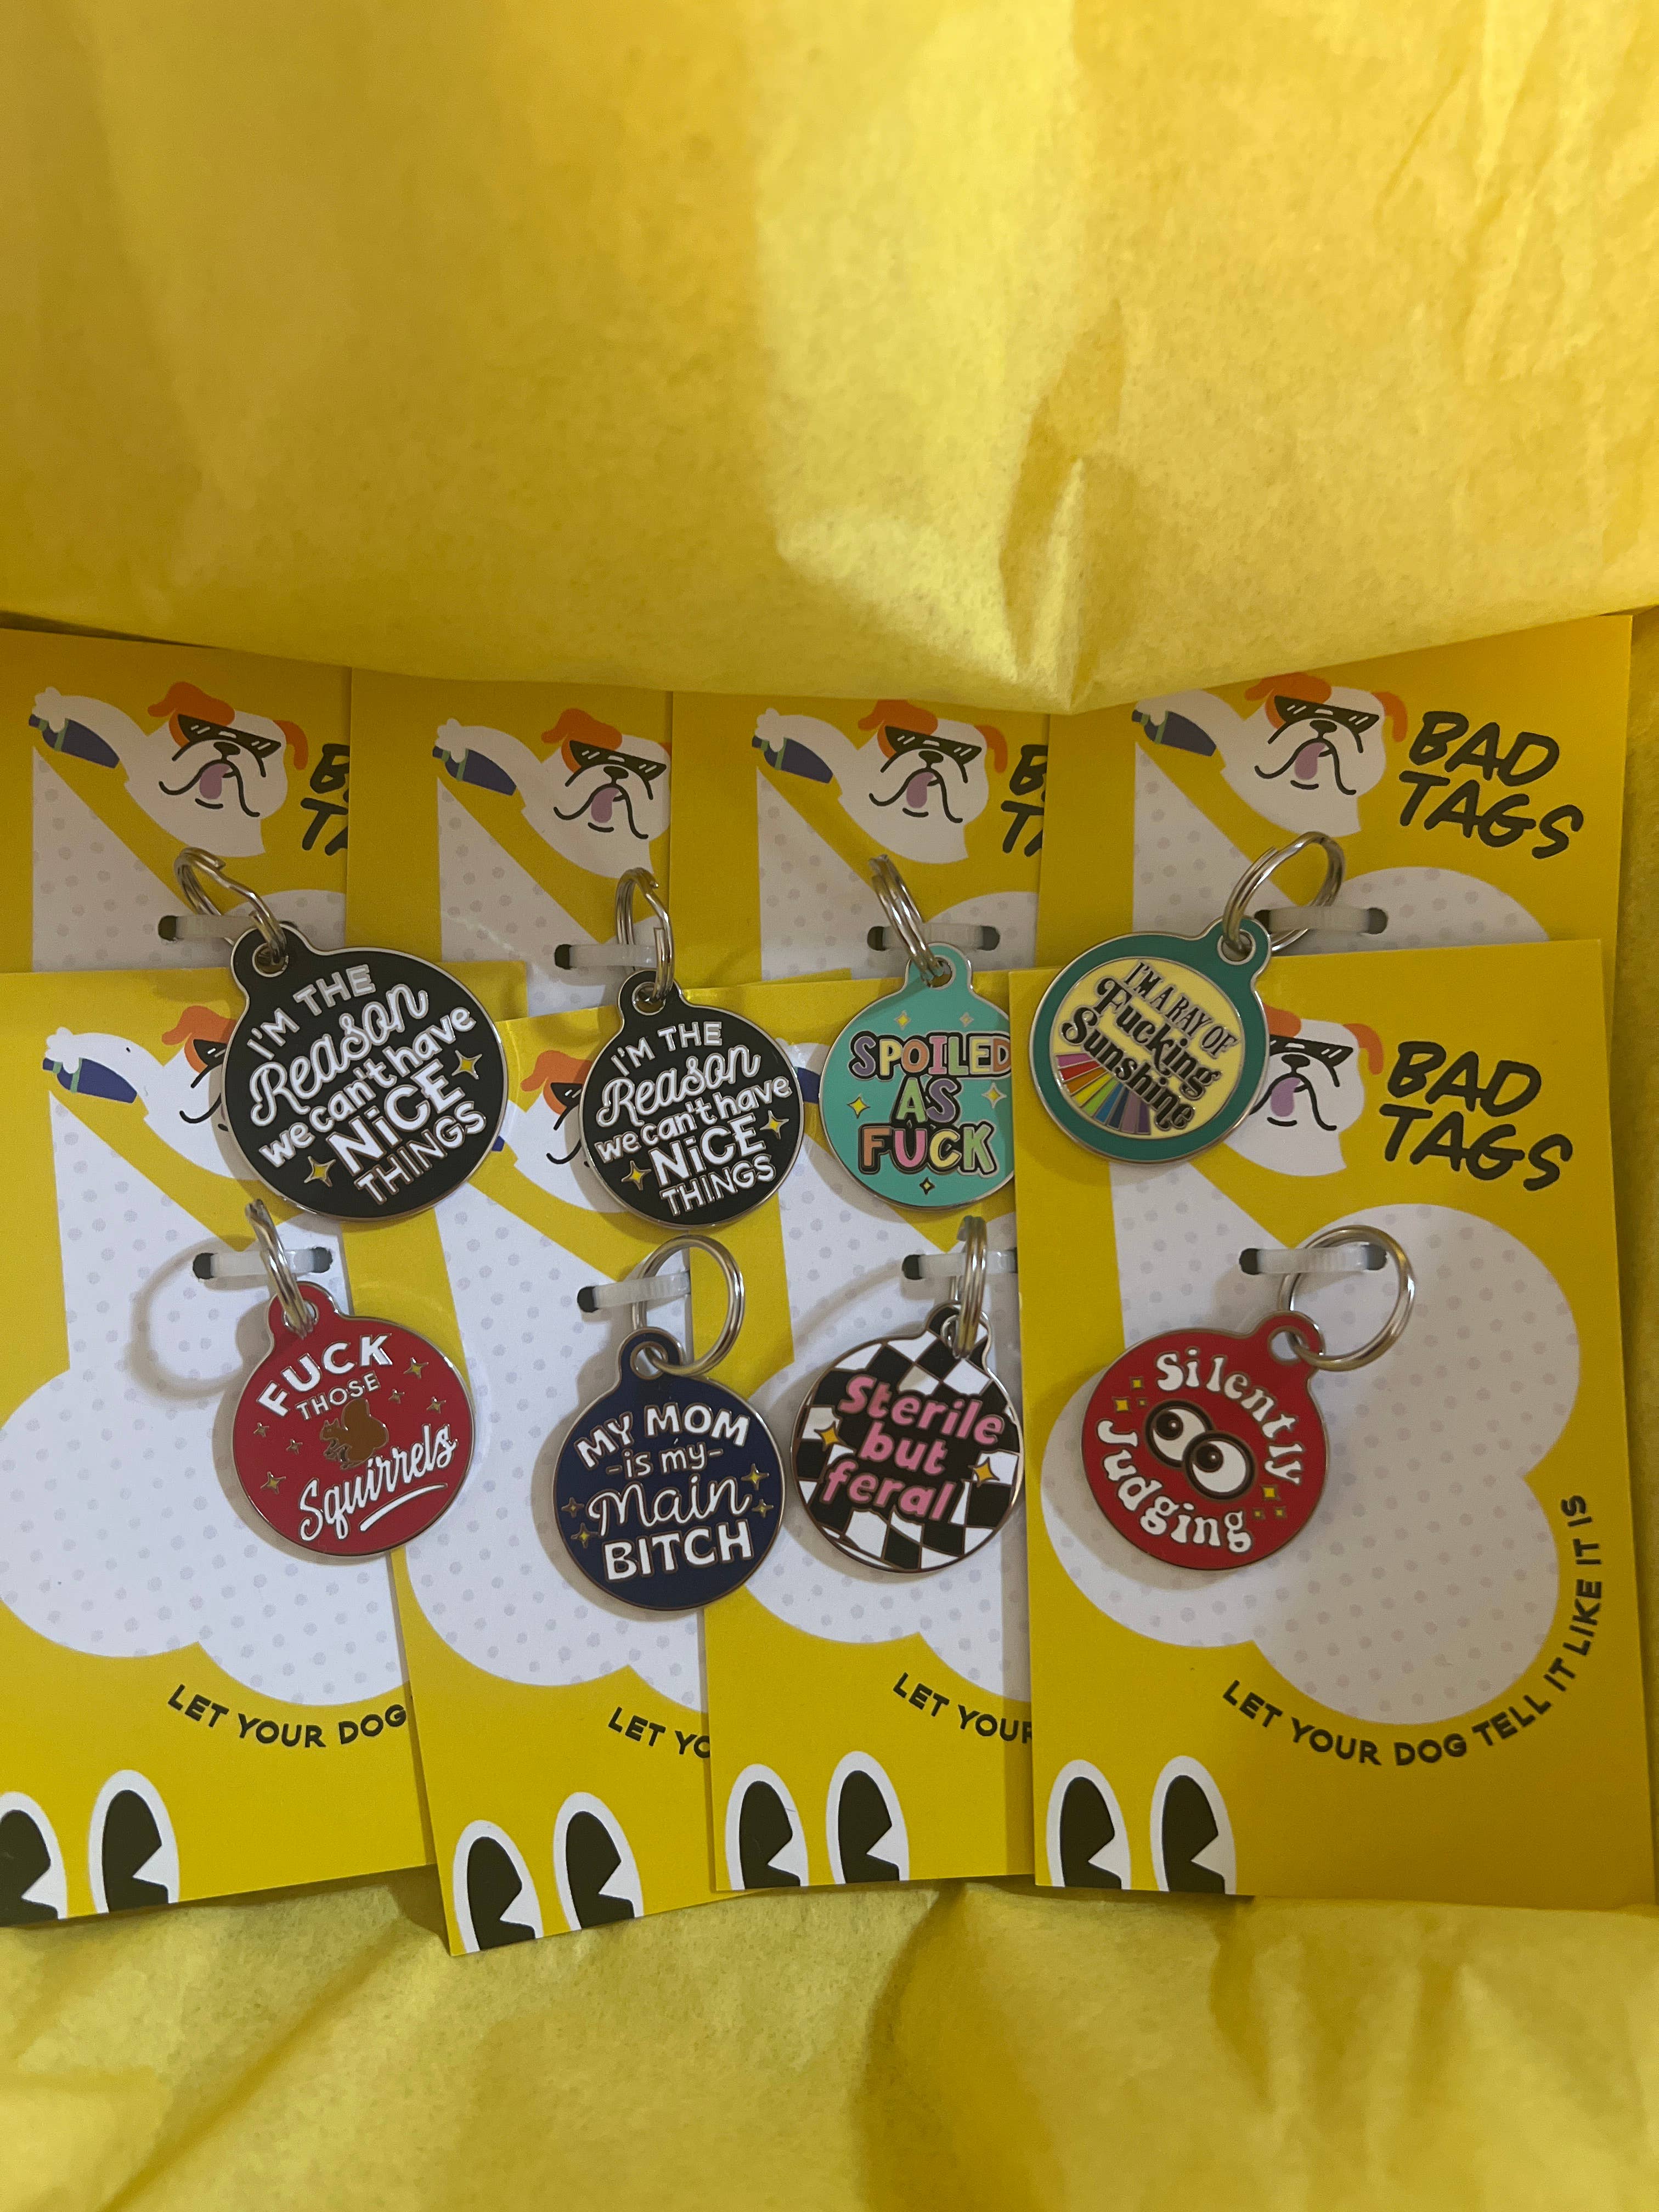 B
TA
B
T
BAD
TAGS
I'M THE
Reason
we can't have
NiCE
THINGS
I'M THE
Reason
we can't have
NiCE
THINGS
SPOILED
AS
FUCK
I'M A RAY OF
Fucking
Sunshine
BAD
TAGS
FUCK
THOSE
Squirrels
MY MOM
-is my-
Main
BITCH
Sterile
but
feral
Silently
Judging
LET YOUR DOG
LET YO
LET YOUR
LET YOUR DOG TELL IT LIKE IT IS